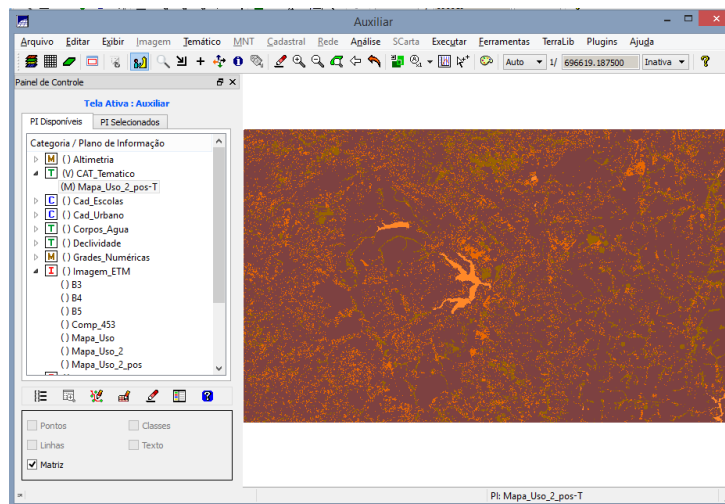 Auxiliar
Arquivo Editar Exibir Imagem Temático MNT Cadastral Rede Análise SCarta Executar Ferramentas TerraLib Plugins Ajuda
Auto 1/ 696619.187500 Inativa
Painel de Controle
Tela Ativa : Auxiliar
PI Disponíveis PI Selecionados
Categoria / Plano de Informação
M () Altimetria
T (V) CAT_Tematico
(M) Mapa_Uso_2_pos-T
C () Cad_Escolas
C () Cad_Urbano
T () Corpos_Agua
T () Declividade
M () Grades_Numéricas
I () Imagem_ETM
() B3
() B4
() B5
() Comp_453
() Mapa_Uso
() Mapa_Uso_2
() Mapa_Uso_2_pos
Pontos Classes
Linhas Texto
Matriz
PI: Mapa_Uso_2_pos-T